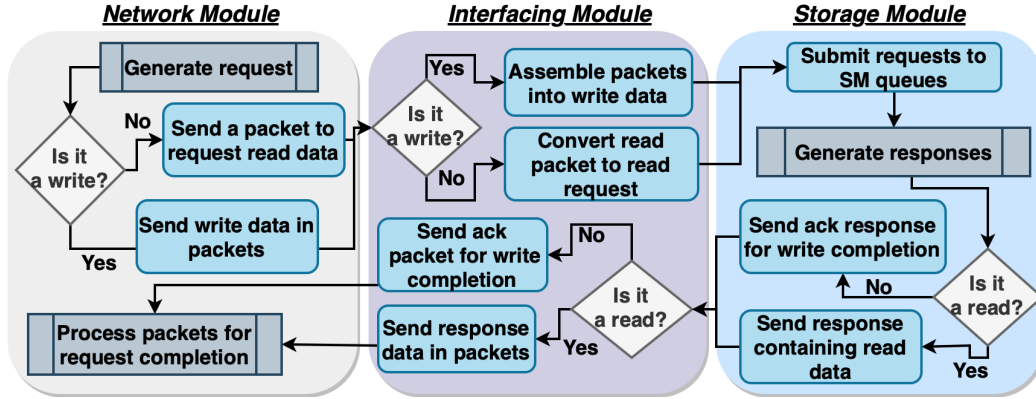 Network Module
Interfacing Module
Storage Module
Generate request
Is it
a write?
No
Send a packet to
request read data
Yes
Send write data in
packets
Process packets for
request completion
Is it
a write?
Yes
Assemble packets
into write data
No
Convert read
packet to read
request
Send ack
packet for write
completion
No
Is it
a read?
Yes
Send response
data in packets
Submit requests to
SM queues
Generate responses
Send ack response
for write completion
No
Is it
a read?
Yes
Send response
containing read
data